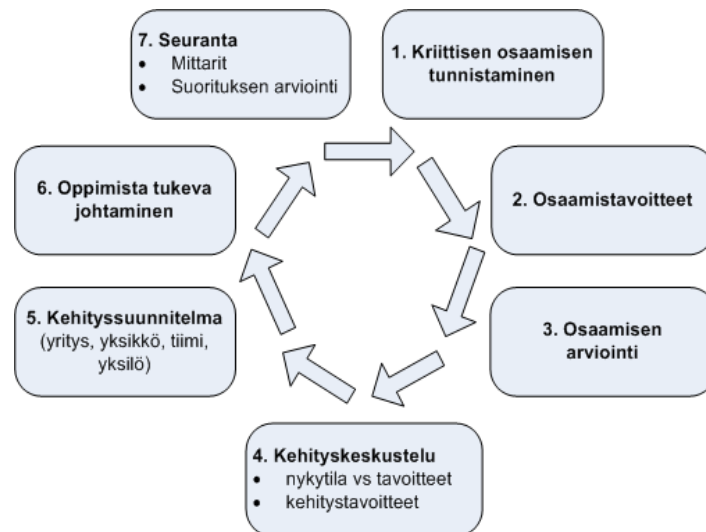 7. Seuranta
• Mittarit
• Suorituksen arviointi
1. Kriittisen osaamisen
tunnistaminen
2. Osaamistavoitteet
3. Osaamisen
arviointi
4. Kehityskeskustelu
• nykytila vs tavoitteet
• kehitystavoitteet
5. Kehityssuunnitelma
(yritys, yksikkö, tiimi,
yksilö)
6. Oppimista tukeva
johtaminen